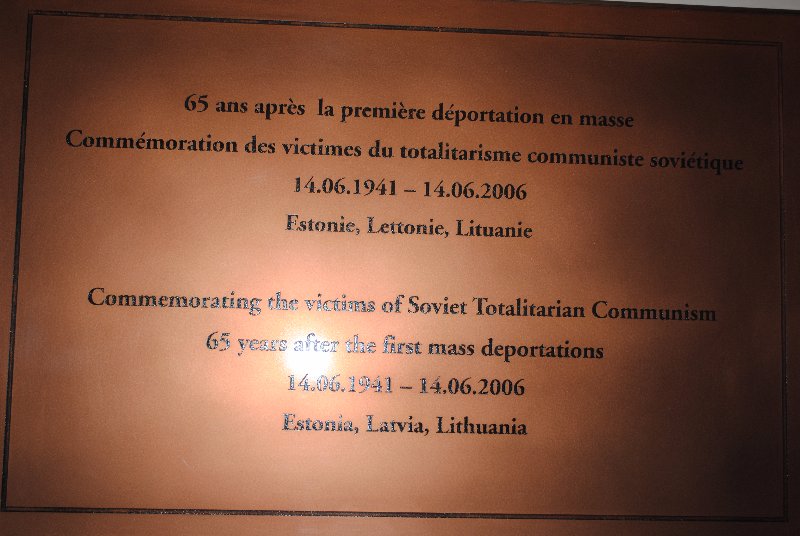 65 ans après la première déportation en masse
Commémoration des victimes du totalitarisme communiste soviétique
14.06.1941 – 14.06.2006
Estonie, Lettonie, Lituanie
Commemorating the victims of Soviet Totalitarian Communism
65 years after the first mass deportations
14.06.1941 – 14.06.2006
Estonia, Latvia, Lithuania